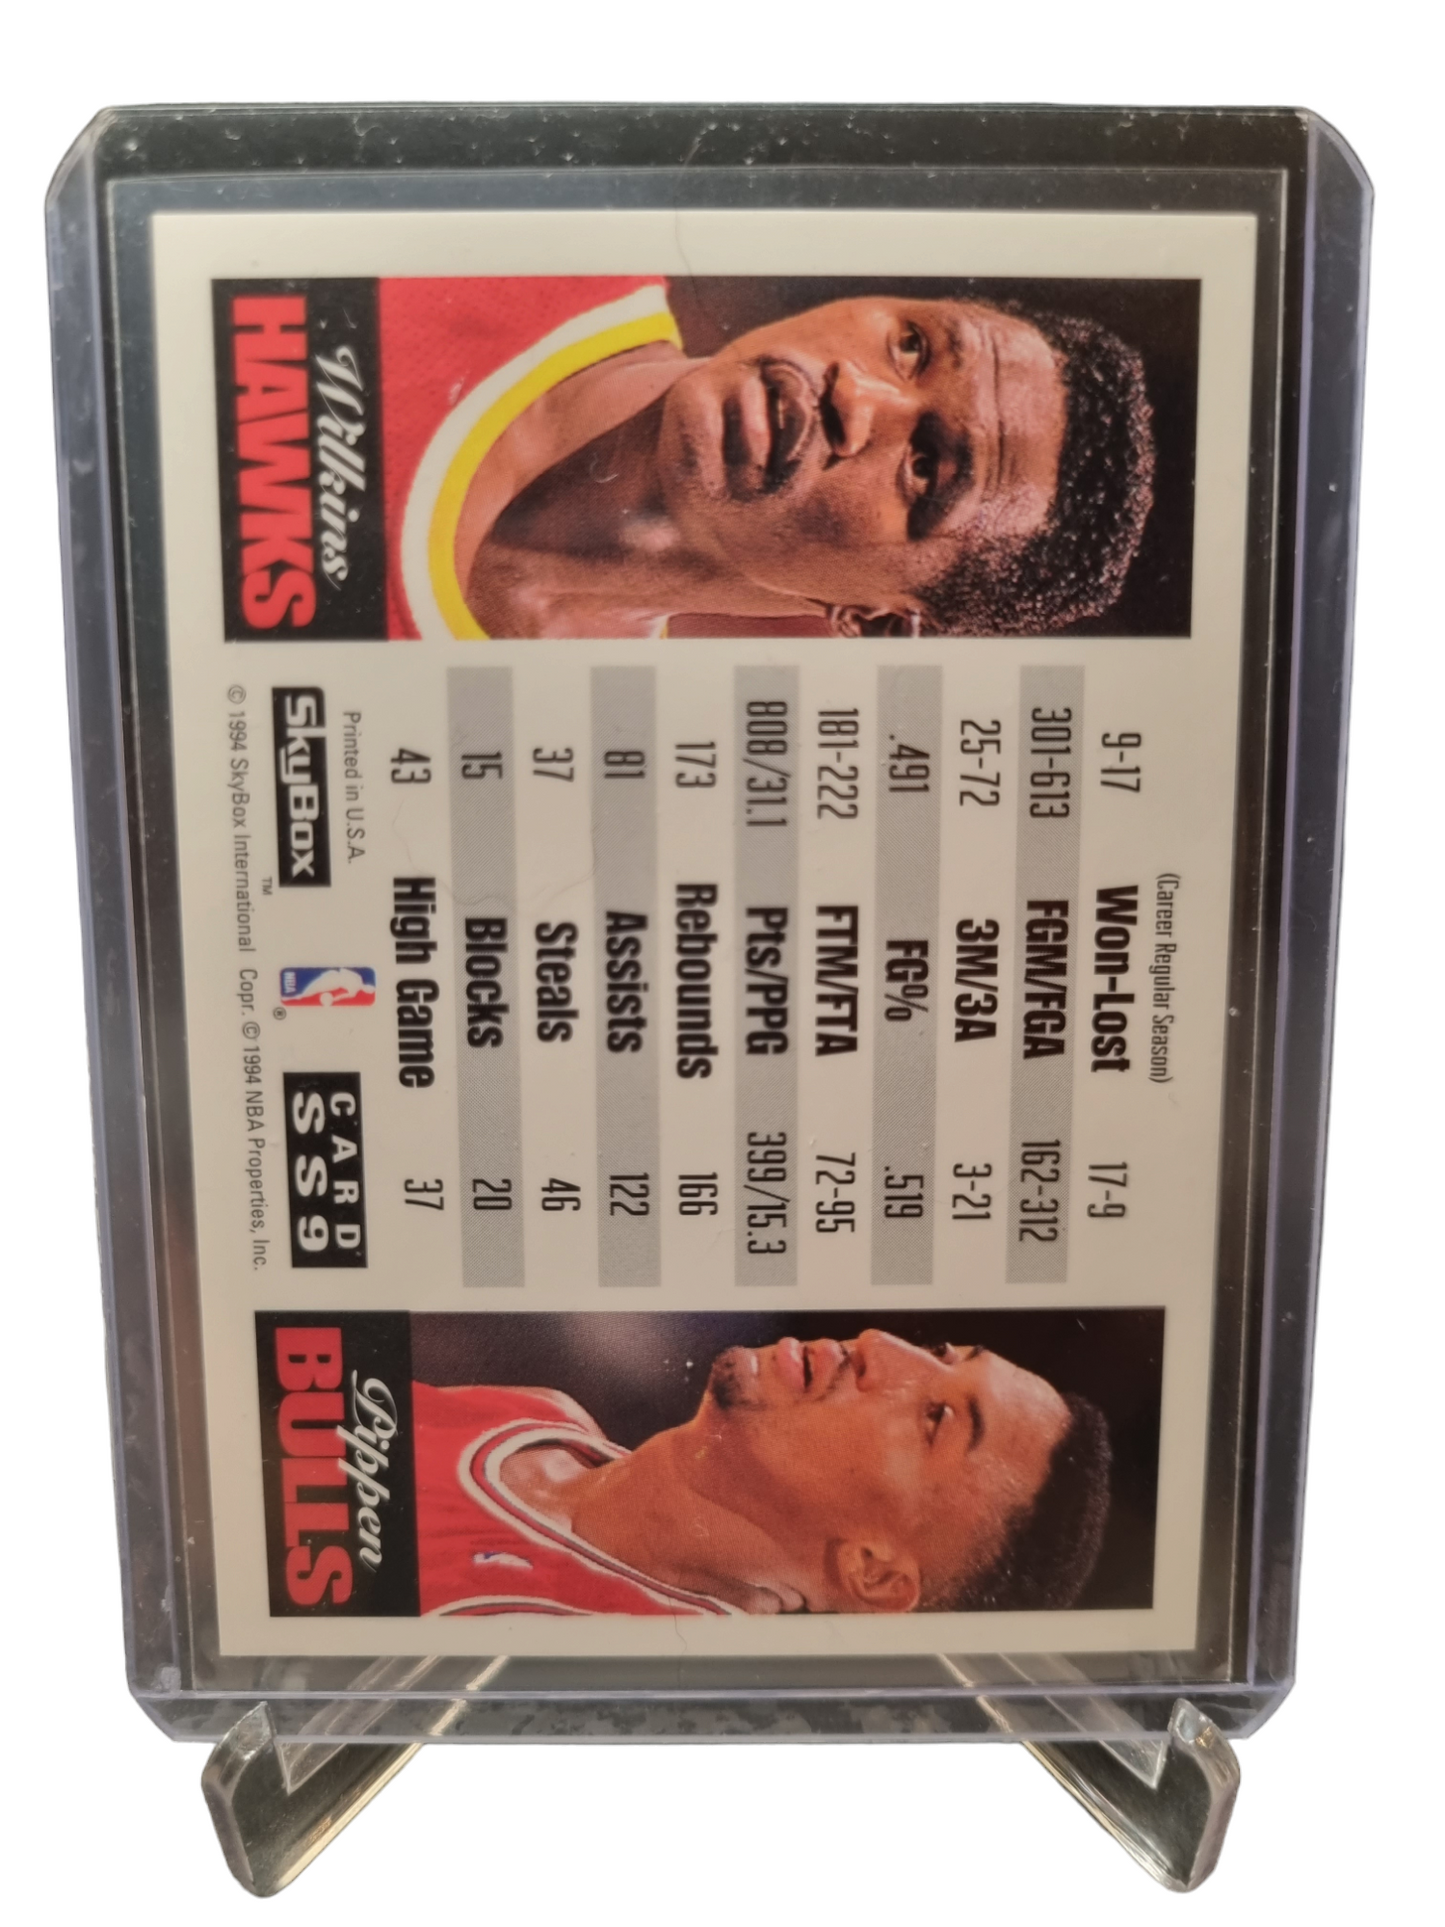 (Career Regular Season)
9-17 Won-Lost 17-9
301-613 FGM/FGA 162-312
25-72 3M/3A 3-21
.491 FG% .519
181-222 FTM/FTA 72-95
808/31.1 Pts/PPG 399/15.3
173 Rebounds 166
81 Assists 122
37 Steals 46
15 Blocks 20
43 High Game 37
Wilkins
HAWKS
Pippen
BULLS
Printed in U.S.A.
SkyBox ™
NBA ®
CARD
SS9
© 1994 SkyBox International Copr. © 1994 NBA Properties, Inc.